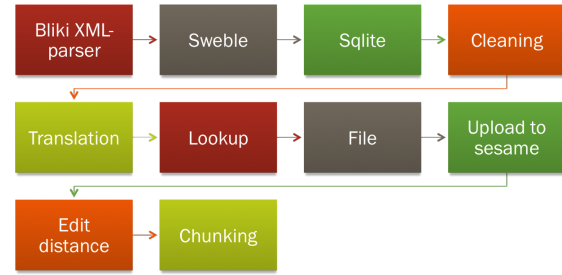 Bliki XML-
parser
Sweble
Sqlite
Cleaning
Translation
Lookup
File
Upload to
sesame
Edit
distance
Chunking